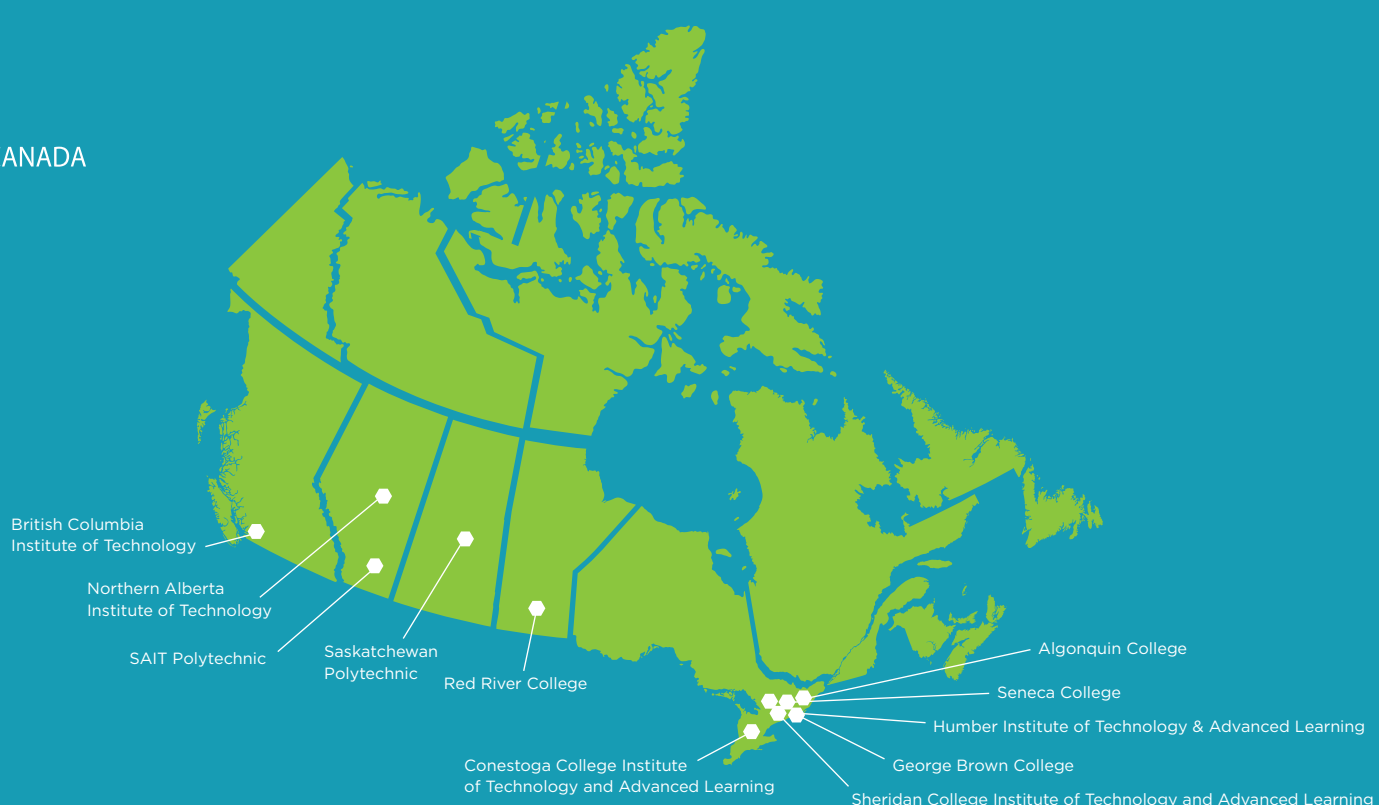 ANADA
British Columbia
Institute of Technology
Northern Alberta
Institute of Technology
SAIT Polytechnic
Saskatchewan
Polytechnic
Red River College
Algonquin College
Seneca College
Humber Institute of Technology & Advanced Learning
George Brown College
Conestoga College Institute
of Technology and Advanced Learning
Sheridan College Institute of Technology and Advanced Learning